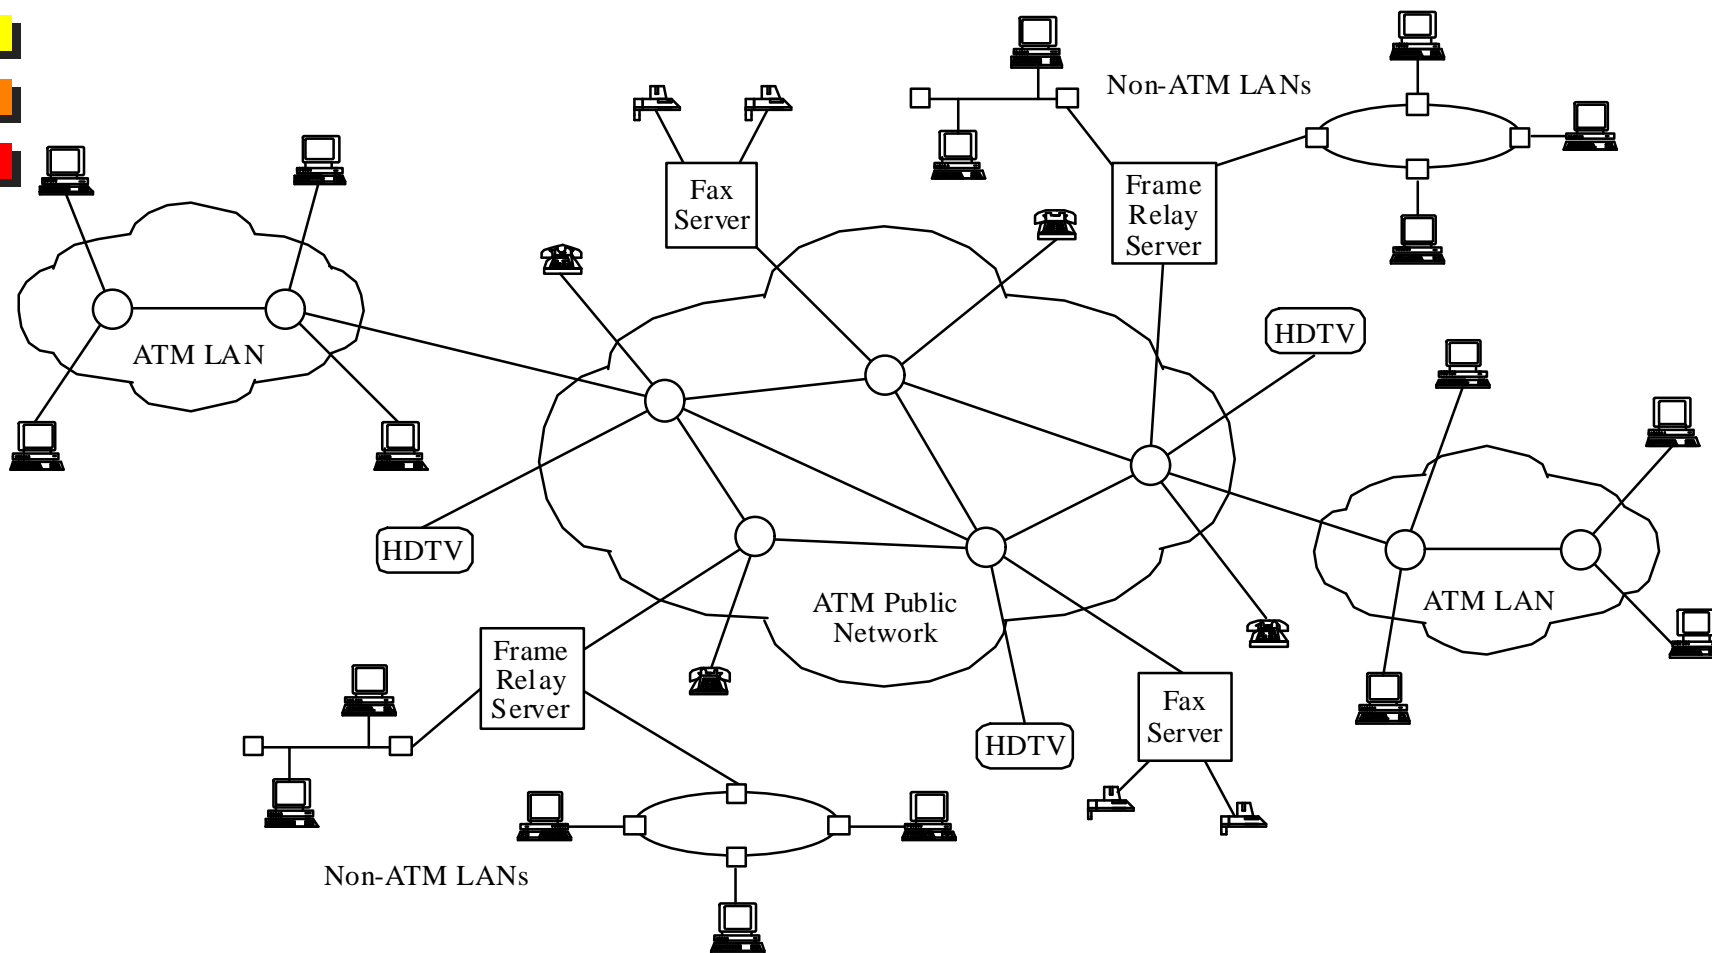 Non-ATM LANs
Fax
Server
Frame
Relay
Server
HDTV
ATM LAN
HDTV
ATM Public
Network
ATM LAN
Frame
Relay
Server
Fax
Server
HDTV
Non-ATM LANs